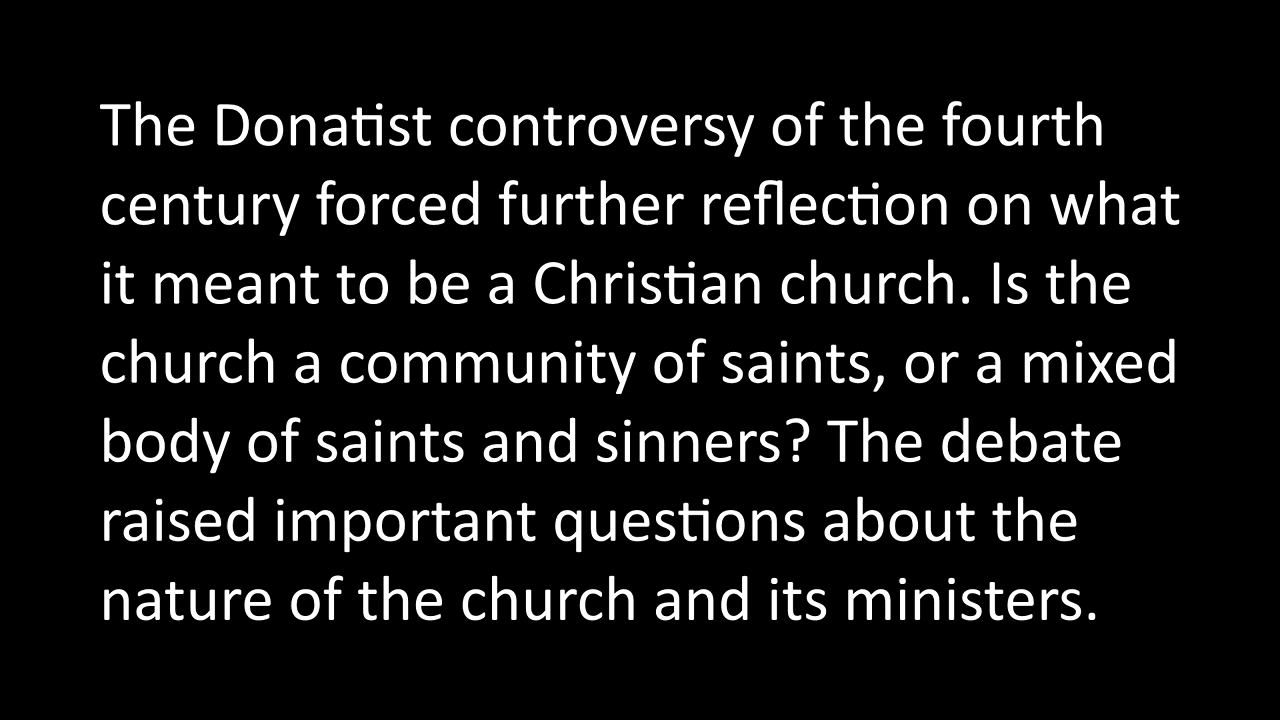 The Donatist controversy of the fourth
century forced further reflection on what
it meant to be a Christian church. Is the
church a community of saints, or a mixed
body of saints and sinners? The debate
raised important questions about the
nature of the church and its ministers.